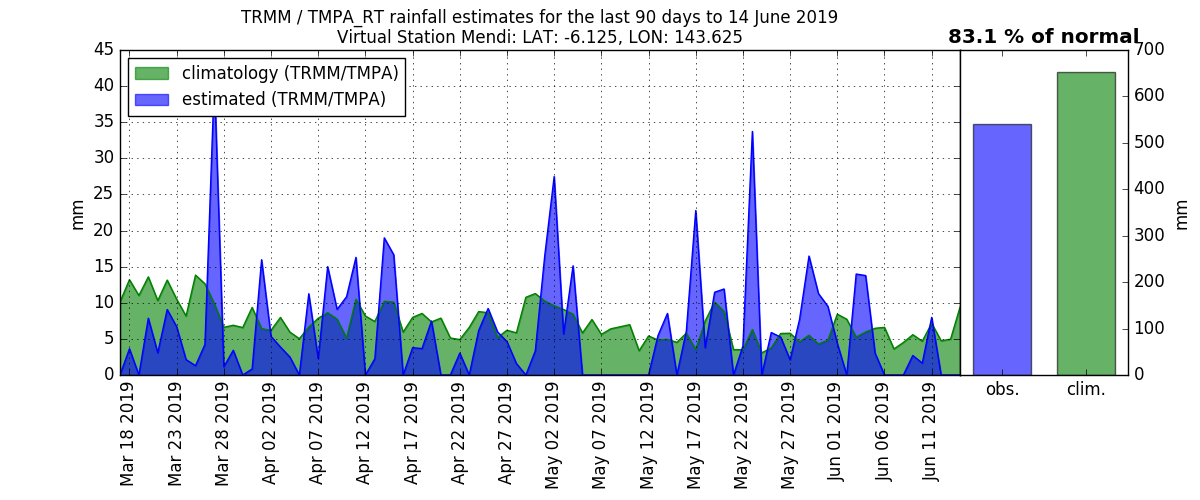 TRMM / TMPA_RT rainfall estimates for the last 90 days to 14 June 2019
Virtual Station Mendi: LAT: -6.125, LON: 143.625
83.1 % of normal
climatology (TRMM/TMPA)
estimated (TRMM/TMPA)
45
40
35
30
25
20
15
10
5
0
mm
Mar 18 2019
Mar 23 2019
Mar 28 2019
Apr 02 2019
Apr 07 2019
Apr 12 2019
Apr 17 2019
Apr 22 2019
Apr 27 2019
May 02 2019
May 07 2019
May 12 2019
May 17 2019
May 22 2019
May 27 2019
Jun 01 2019
Jun 06 2019
Jun 11 2019
700
600
500
400
300
200
100
0
mm
obs.
clim.